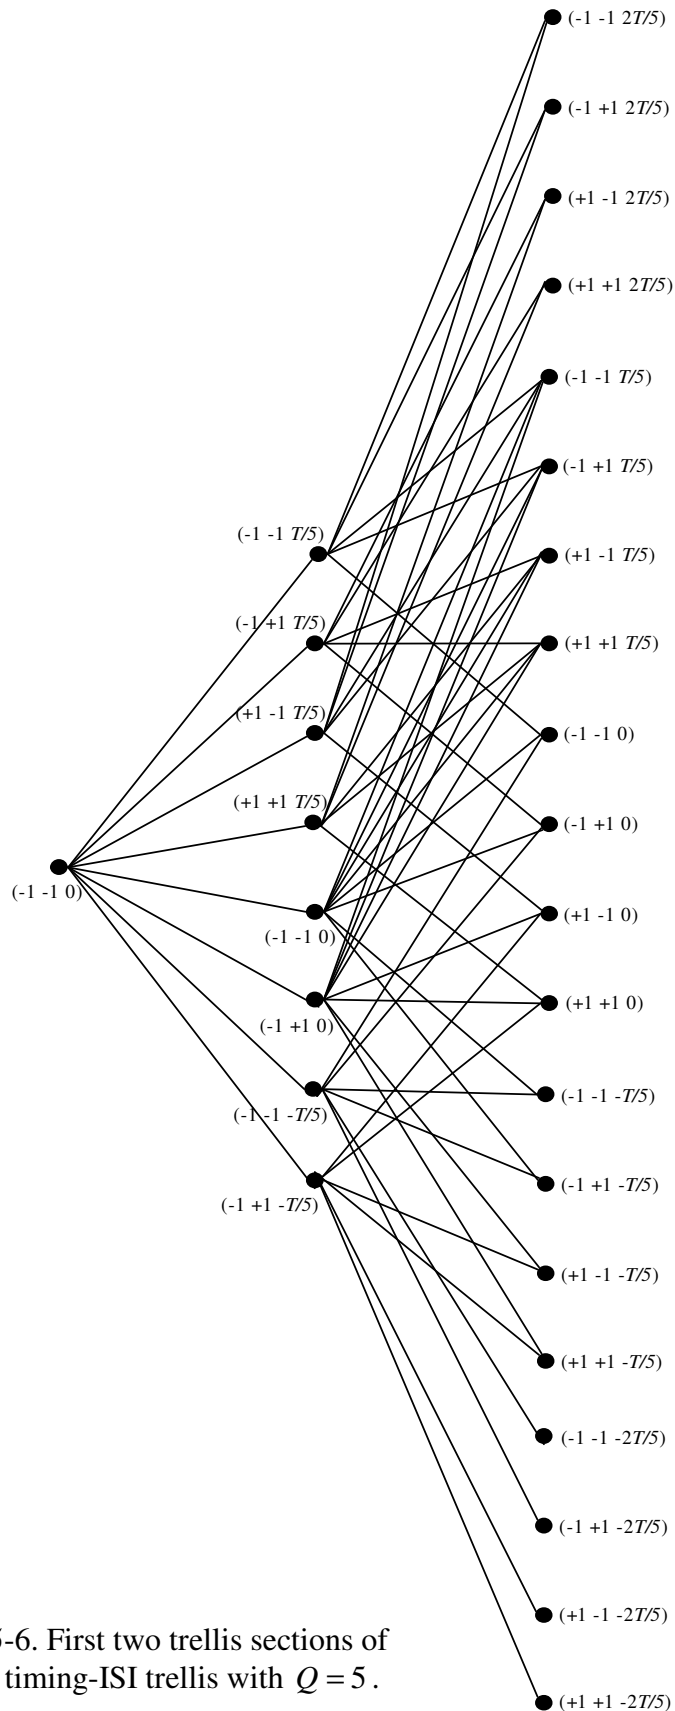 (-1 -1 2T/5)
(-1 +1 2T/5)
(+1 -1 2T/5)
(+1 +1 2T/5)
(-1 -1 T/5)
(-1 +1 T/5)
(-1 -1 T/5)
(+1 -1 T/5)
(-1 +1 T/5)
(+1 +1 T/5)
(+1 -1 T/5)
(-1 -1 0)
(+1 +1 T/5)
(-1 +1 0)
(-1 -1 0)
(+1 -1 0)
(-1 -1 0)
(+1 +1 0)
(-1 +1 0)
(-1 -1 -T/5)
(-1 -1 -T/5)
(-1 +1 -T/5)
(-1 +1 -T/5)
(+1 -1 -T/5)
(+1 +1 -T/5)
(-1 -1 -2T/5)
(-1 +1 -2T/5)
(+1 -1 -2T/5)
5-6. First two trellis sections of
timing-ISI trellis with Q = 5.
(+1 +1 -2T/5)